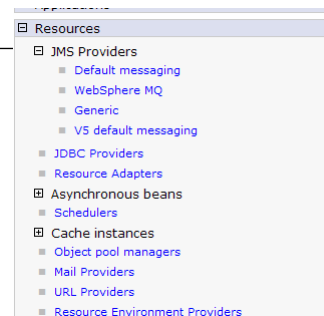 Applications
Resources
JMS Providers
Default messaging
WebSphere MQ
Generic
V5 default messaging
JDBC Providers
Resource Adapters
Asynchronous beans
Schedulers
Cache instances
Object pool managers
Mail Providers
URL Providers
Resource Environment Providers